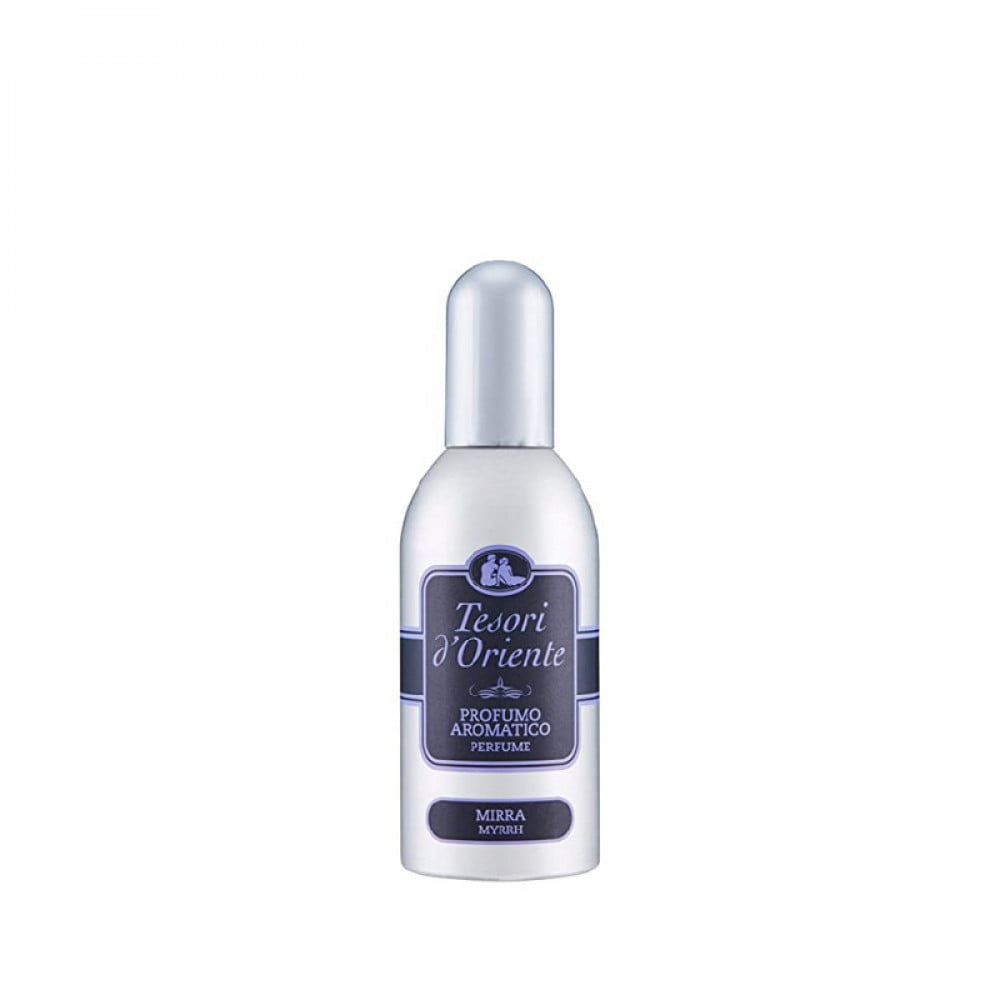 Tesori
d'Oriente
PROFUMO
AROMATICO
PERFUME
MIRRA
MYRRH